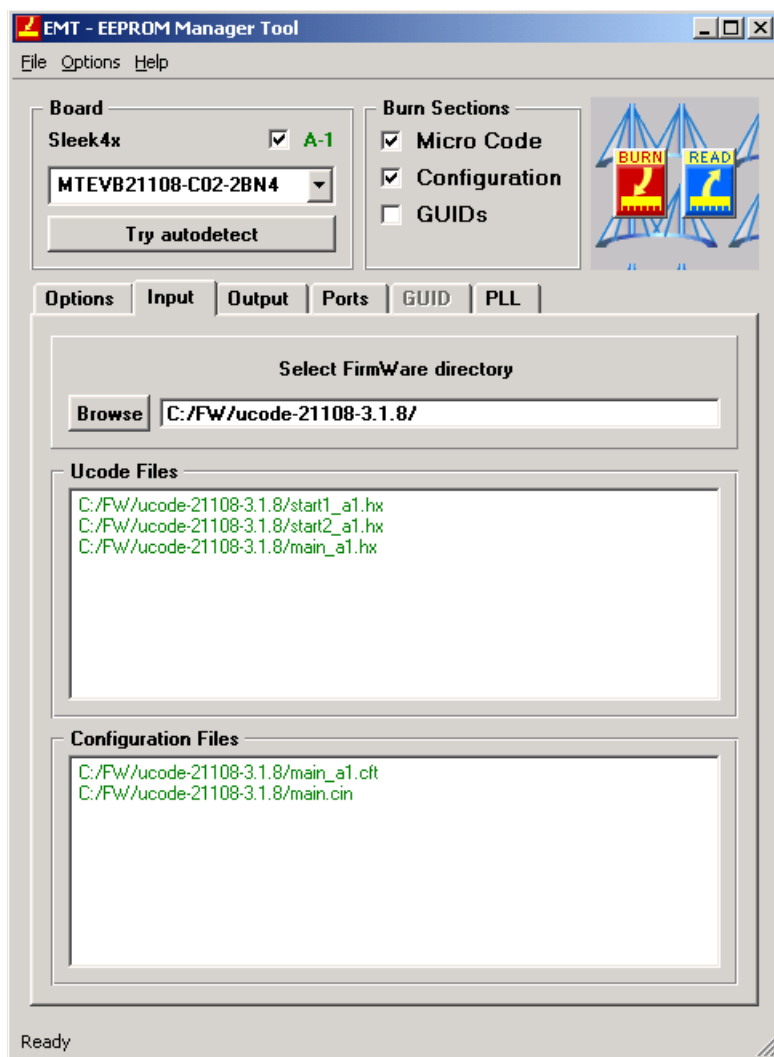 EMT - EEPROM Manager Tool
File Options Help
Board
Sleek4x A-1
MTEVB21108-C02-2BN4
Try autodetect
Burn Sections
Micro Code
Configuration
GUIDs
BURN READ
Options Input Output Ports GUID PLL
Select FirmWare directory
Browse C:/FW/ucode-21108-3.1.8/
Ucode Files
C:/FW/ucode-21108-3.1.8/start1_a1.hx
C:/FW/ucode-21108-3.1.8/start2_a1.hx
C:/FW/ucode-21108-3.1.8/main_a1.hx
Configuration Files
C:/FW/ucode-21108-3.1.8/main_a1.cft
C:/FW/ucode-21108-3.1.8/main.cin
Ready